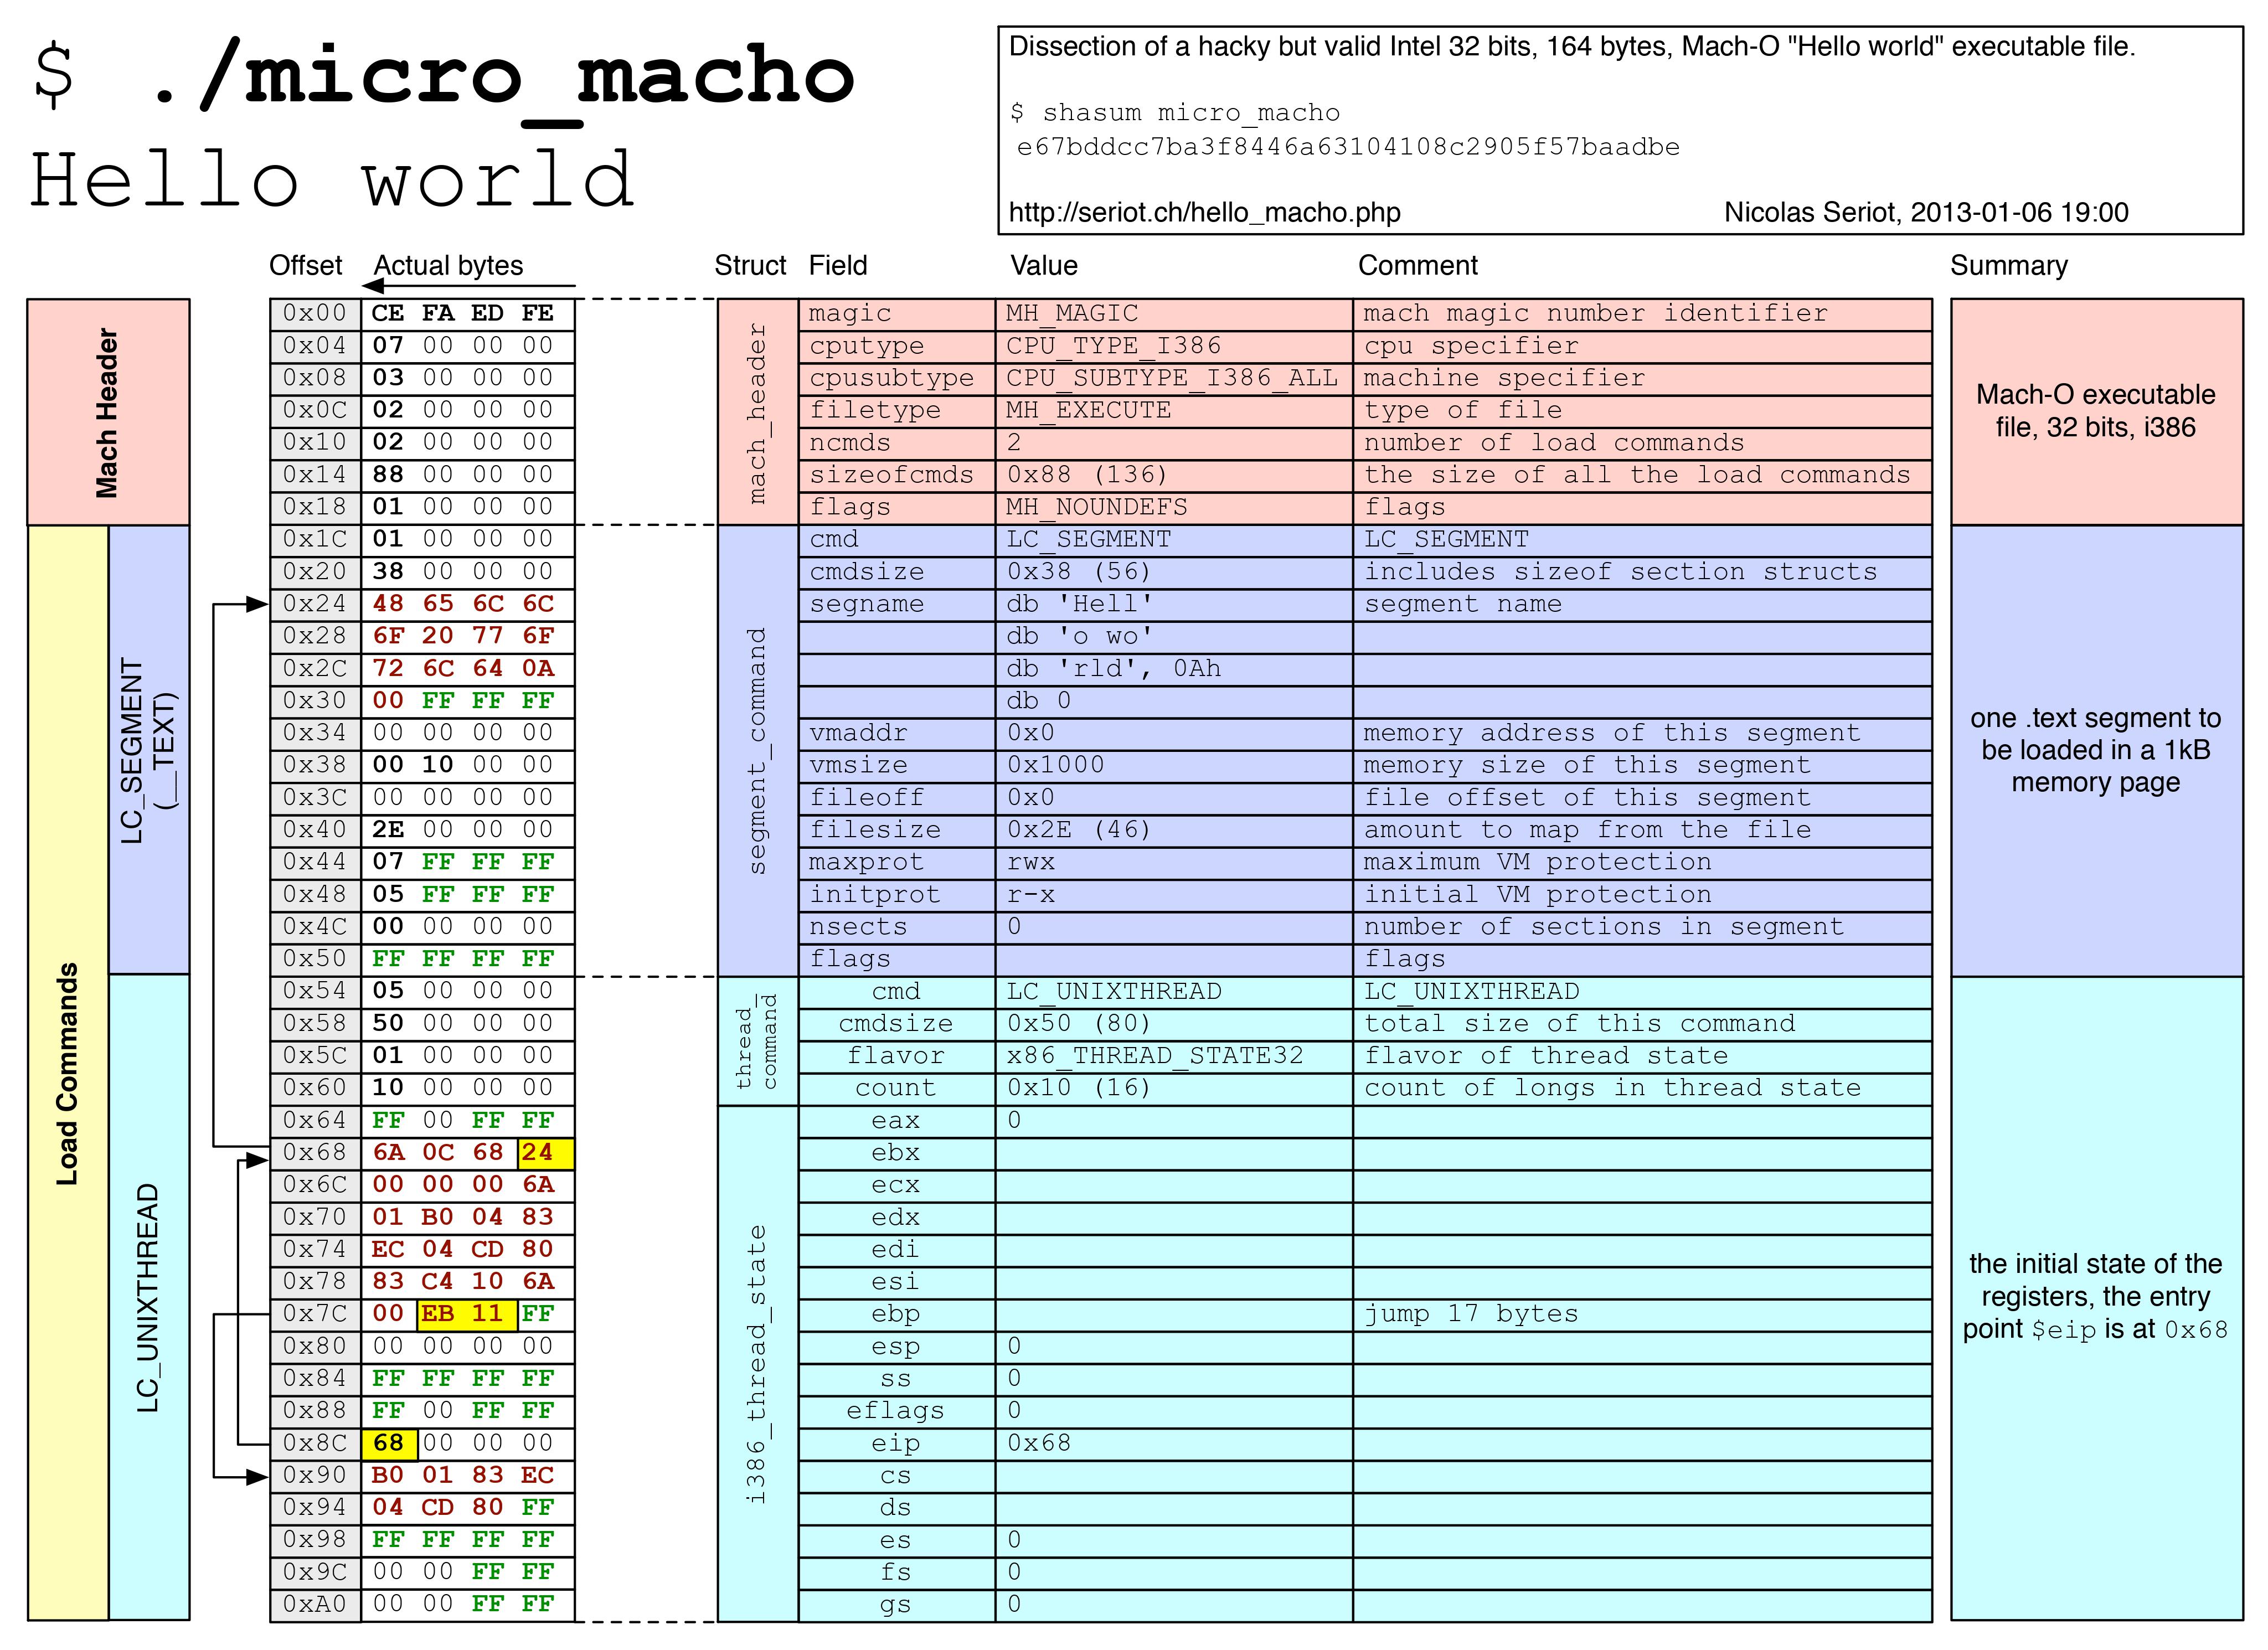 $ ./micro_macho
Hello world
Dissection of a hacky but valid Intel 32 bits, 164 bytes, Mach-O "Hello world" executable file.
$ shasum micro_macho
e67bddcc7ba3f8446a63104108c2905f57baadbe
http://seriot.ch/hello_macho.php Nicolas Seriot, 2013-01-06 19:00
Offset Actual bytes Struct Field Value Comment Summary
Mach Header
Load Commands
LC_SEGMENT
(__TEXT)
LC_UNIXTHREAD
mach_header
segment_command
thread_
command
i386_thread_state
0x00 CE FA ED FE magic MH_MAGIC mach magic number identifier
0x04 07 00 00 00 cputype CPU_TYPE_I386 cpu specifier
0x08 03 00 00 00 cpusubtype CPU_SUBTYPE_I386_ALL machine specifier
0x0C 02 00 00 00 filetype MH_EXECUTE type of file
0x10 02 00 00 00 ncmds 2 number of load commands
0x14 88 00 00 00 sizeofcmds 0x88 (136) the size of all the load commands
0x18 01 00 00 00 flags MH_NOUNDEFS flags
0x1C 01 00 00 00 cmd LC_SEGMENT LC_SEGMENT
0x20 38 00 00 00 cmdsize 0x38 (56) includes sizeof section structs
0x24 48 65 6C 6C segname db 'Hell' segment name
0x28 6F 20 77 6F db 'o wo'
0x2C 72 6C 64 0A db 'rld', 0Ah
0x30 00 FF FF FF db 0
0x34 00 00 00 00 vmaddr 0x0 memory address of this segment
0x38 00 10 00 00 vmsize 0x1000 memory size of this segment
0x3C 00 00 00 00 fileoff 0x0 file offset of this segment
0x40 2E 00 00 00 filesize 0x2E (46) amount to map from the file
0x44 07 FF FF FF maxprot rwx maximum VM protection
0x48 05 FF FF FF initprot r-x initial VM protection
0x4C 00 00 00 00 nsects 0 number of sections in segment
0x50 FF FF FF FF flags flags
0x54 05 00 00 00 cmd LC_UNIXTHREAD LC_UNIXTHREAD
0x58 50 00 00 00 cmdsize 0x50 (80) total size of this command
0x5C 01 00 00 00 flavor x86_THREAD_STATE32 flavor of thread state
0x60 10 00 00 00 count 0x10 (16) count of longs in thread state
0x64 FF 00 FF FF eax 0
0x68 6A 0C 68 24 ebx
0x6C 00 00 00 6A ecx
0x70 01 B0 04 83 edx
0x74 EC 04 CD 80 edi
0x78 83 C4 10 6A esi
0x7C 00 EB 11 FF ebp jump 17 bytes
0x80 00 00 00 00 esp 0
0x84 FF FF FF FF ss 0
0x88 FF 00 FF FF eflags 0
0x8C 68 00 00 00 eip 0x68
0x90 B0 01 83 EC cs
0x94 04 CD 80 FF ds
0x98 FF FF FF FF es 0
0x9C 00 00 FF FF fs 0
0xA0 00 00 FF FF gs 0
Mach-O executable
file, 32 bits, i386
one .text segment to
be loaded in a 1kB
memory page
the initial state of the
registers, the entry
point $eip is at 0x68